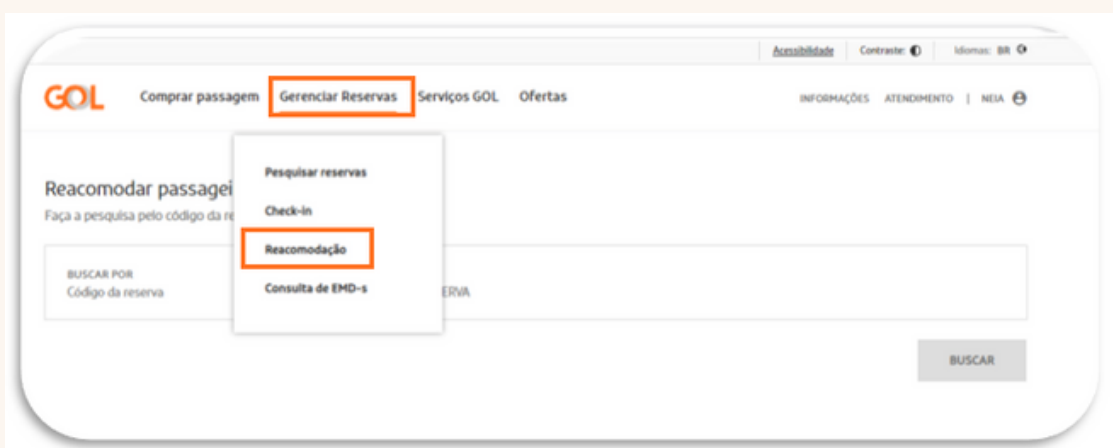 Acessibilidade Contraste: Idiomas: BR
GOL Comprar passagem Gerenciar Reservas Serviços GOL Ofertas INFORMAÇÕES ATENDIMENTO | NEIA
Pesquisar reservas
Reacomodar passagei
Faça a pesquisa pelo código da re
Check-in
Reacomodação
BUSCAR POR
Código da reserva
Consulta de EMD-s
ERVA
BUSCAR